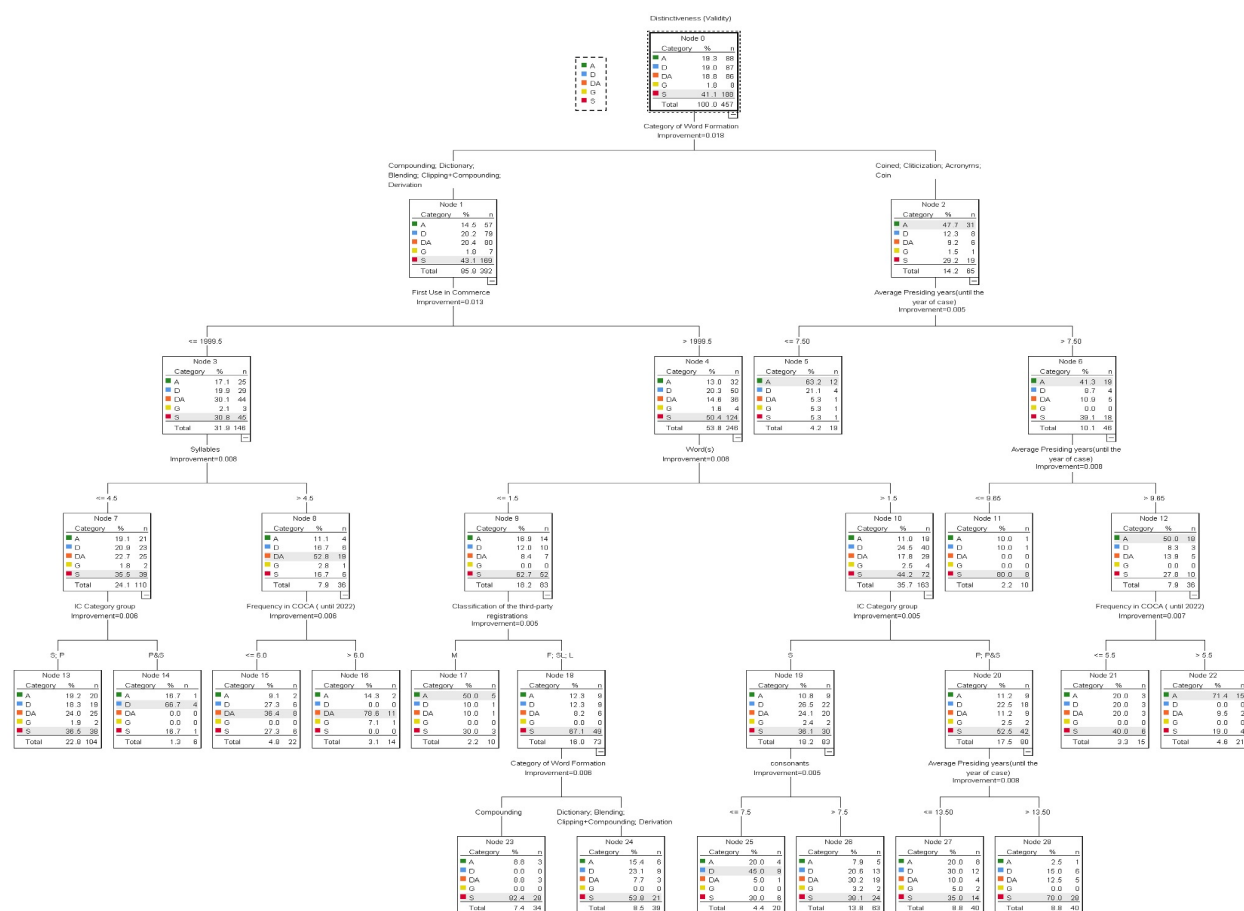 Distinctiveness (Validity)
Node 0
Category % n
A 19.3 88
D 19.0 87
DA 18.8 86
G 1.8 8
S 41.1 188
Total 100.0 457
A
D
DA
G
S
Category of Word Formation
Improvement=0.018
Compounding; Dictionary;
Blending; Clipping+Compounding;
Derivation
Coined; Cliticization; Acronyms;
Coin
Node 1
Category % n
A 14.5 57
D 20.2 79
DA 20.4 80
G 1.8 7
S 43.1 169
Total 85.8 392
Node 2
Category % n
A 47.7 31
D 12.3 8
DA 9.2 6
G 1.5 1
S 29.2 19
Total 14.2 65
First Use in Commerce
Improvement=0.013
Average Presiding years(until the
year of case)
Improvement=0.005
<= 1999.5
> 1999.5
<= 7.50
> 7.50
Node 3
Category % n
A 17.1 25
D 19.9 29
DA 30.1 44
G 2.1 3
S 30.8 45
Total 31.9 146
Node 4
Category % n
A 13.0 32
D 20.3 50
DA 14.6 36
G 1.6 4
S 50.4 124
Total 53.8 246
Node 5
Category % n
A 63.2 12
D 21.1 4
DA 5.3 1
G 5.3 1
S 5.3 1
Total 4.2 19
Node 6
Category % n
A 41.3 19
D 8.7 4
DA 10.9 5
G 0.0 0
S 39.1 18
Total 10.1 46
Syllables
Improvement=0.008
Word(s)
Improvement=0.008
Average Presiding years(until the
year of case)
Improvement=0.008
<= 4.5
> 4.5
<= 1.5
> 1.5
<= 9.65
> 9.65
Node 7
Category % n
A 19.1 21
D 20.9 23
DA 22.7 25
G 1.8 2
S 35.5 39
Total 24.1 110
Node 8
Category % n
A 11.1 4
D 16.7 6
DA 52.8 19
G 2.8 1
S 16.7 6
Total 7.9 36
Node 9
Category % n
A 16.9 14
D 12.0 10
DA 8.4 7
G 0.0 0
S 62.7 52
Total 18.2 83
Node 10
Category % n
A 11.0 18
D 24.5 40
DA 17.8 29
G 2.5 4
S 44.2 72
Total 35.7 163
Node 11
Category % n
A 10.0 1
D 10.0 1
DA 0.0 0
G 0.0 0
S 80.0 8
Total 2.2 10
Node 12
Category % n
A 50.0 18
D 8.3 3
DA 13.9 5
G 0.0 0
S 27.8 10
Total 7.9 36
IC Category group
Improvement=0.006
Frequency in COCA ( until 2022)
Improvement=0.006
Classification of the third-party
registrations
Improvement=0.005
IC Category group
Improvement=0.005
Frequency in COCA ( until 2022)
Improvement=0.007
S; P
P&S
<= 6.0
> 6.0
M
F; SL; L
S
P; P&S
<= 5.5
> 5.5
Node 13
Category % n
A 19.2 20
D 18.3 19
DA 24.0 25
G 1.9 2
S 36.5 38
Total 22.8 104
Node 14
Category % n
A 16.7 1
D 66.7 4
DA 0.0 0
G 0.0 0
S 16.7 1
Total 1.3 6
Node 15
Category % n
A 9.1 2
D 27.3 6
DA 36.4 8
G 0.0 0
S 27.3 6
Total 4.8 22
Node 16
Category % n
A 14.3 2
D 0.0 0
DA 78.6 11
G 7.1 1
S 0.0 0
Total 3.1 14
Node 17
Category % n
A 50.0 5
D 10.0 1
DA 10.0 1
G 0.0 0
S 30.0 3
Total 2.2 10
Node 18
Category % n
A 12.3 9
D 12.3 9
DA 8.2 6
G 0.0 0
S 67.1 49
Total 16.0 73
Node 19
Category % n
A 10.8 9
D 26.5 22
DA 24.1 20
G 2.4 2
S 36.1 30
Total 18.2 83
Node 20
Category % n
A 11.2 9
D 22.5 18
DA 11.2 9
G 2.5 2
S 52.5 42
Total 17.5 80
Node 21
Category % n
A 20.0 3
D 20.0 3
DA 20.0 3
G 0.0 0
S 40.0 6
Total 3.3 15
Node 22
Category % n
A 71.4 15
D 0.0 0
DA 9.5 2
G 0.0 0
S 19.0 4
Total 4.6 21
Category of Word Formation
Improvement=0.006
consonants
Improvement=0.005
Average Presiding years(until the
year of case)
Improvement=0.008
Compounding
Dictionary; Blending;
Clipping+Compounding; Derivation
<= 7.5
> 7.5
<= 13.50
> 13.50
Node 23
Category % n
A 8.8 3
D 0.0 0
DA 8.8 3
G 0.0 0
S 82.4 28
Total 7.4 34
Node 24
Category % n
A 15.4 6
D 23.1 9
DA 7.7 3
G 0.0 0
S 53.8 21
Total 8.5 39
Node 25
Category % n
A 20.0 4
D 45.0 9
DA 5.0 1
G 0.0 0
S 30.0 6
Total 4.4 20
Node 26
Category % n
A 7.9 5
D 20.6 13
DA 30.2 19
G 3.2 2
S 38.1 24
Total 13.8 63
Node 27
Category % n
A 20.0 8
D 30.0 12
DA 10.0 4
G 5.0 2
S 35.0 14
Total 8.8 40
Node 28
Category % n
A 2.5 1
D 15.0 6
DA 12.5 5
G 0.0 0
S 70.0 28
Total 8.8 40